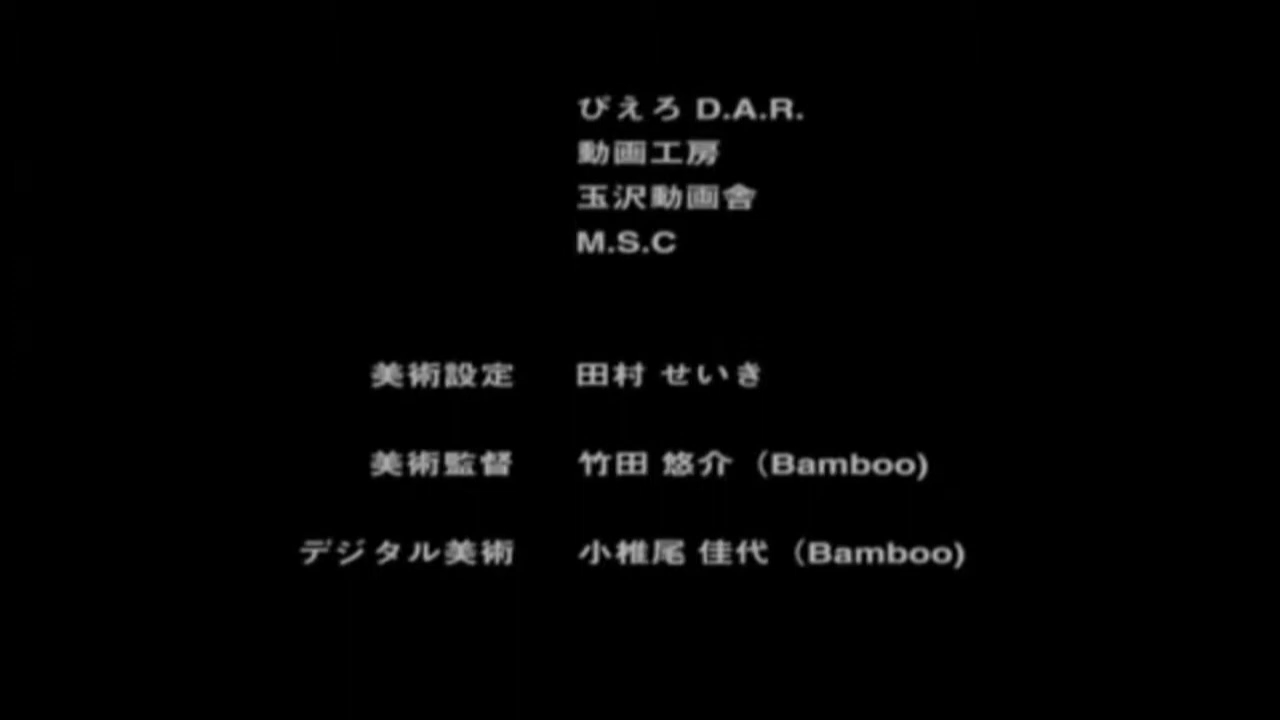 ぴえろ D.A.R.
動画工房
玉沢動画舎
M.S.C
美術設定 田村 せいき
美術監督 竹田 悠介（Bamboo)
デジタル美術 小椎尾 佳代（Bamboo)